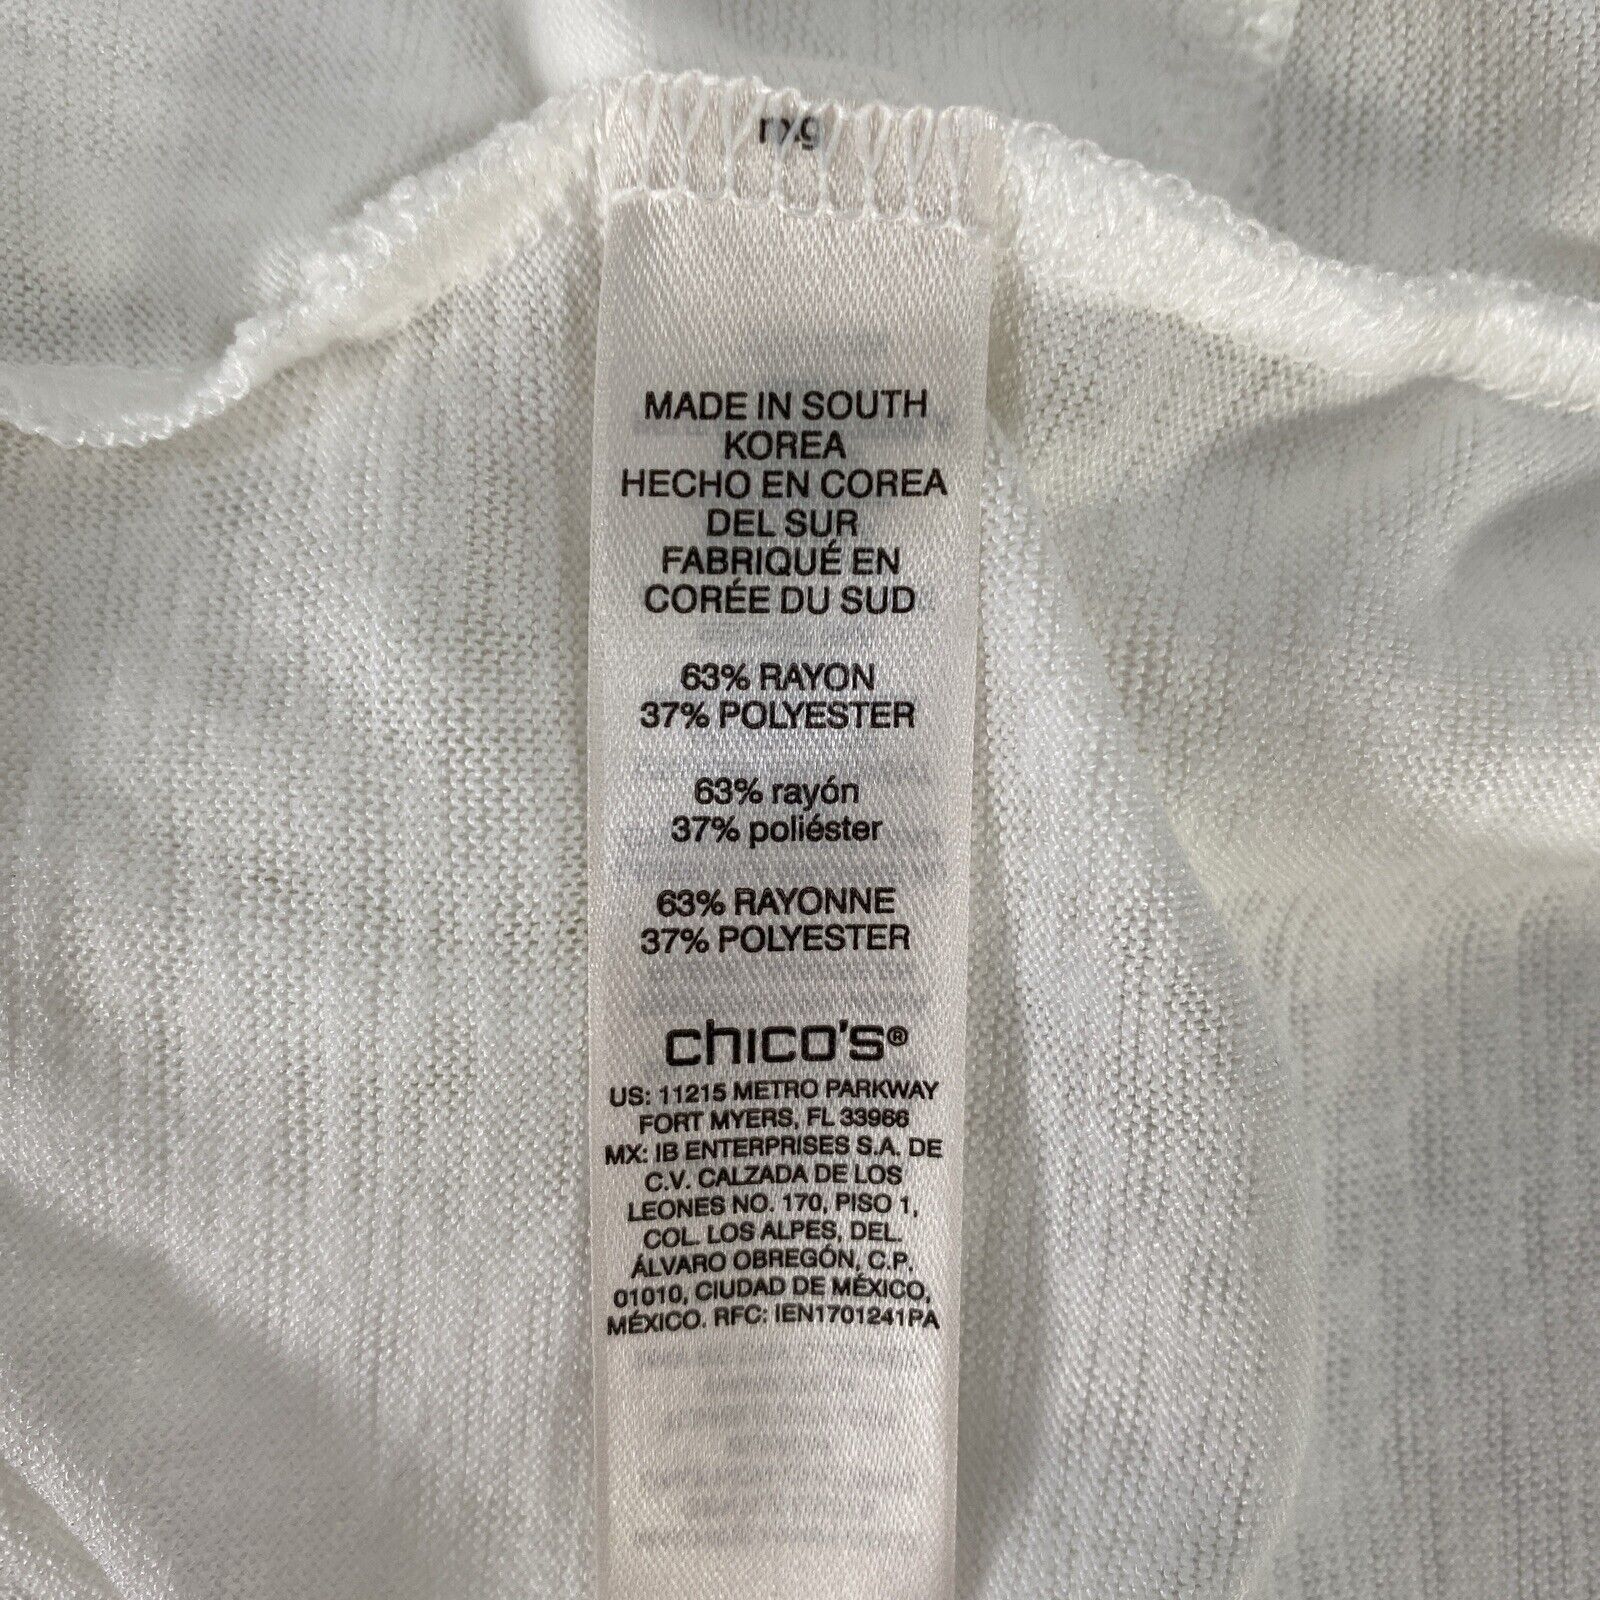 MADE IN SOUTH
KOREA
HECHO EN COREA
DEL SUR
FABRIQUÉ EN
CORÉE DU SUD
63% RAYON
37% POLYESTER
63% rayón
37% poliéster
63% RAYONNE
37% POLYESTER
chico's®
US: 11215 METRO PARKWAY
FORT MYERS, FL 33966
MX: IB ENTERPRISES S.A. DE
C.V. CALZADA DE LOS
LEONES NO. 170, PISO 1,
COL. LOS ALPES, DEL.
ÁLVARO OBREGÓN, C.P.
01010, CIUDAD DE MÉXICO,
MÉXICO. RFC: IEN1701241PA